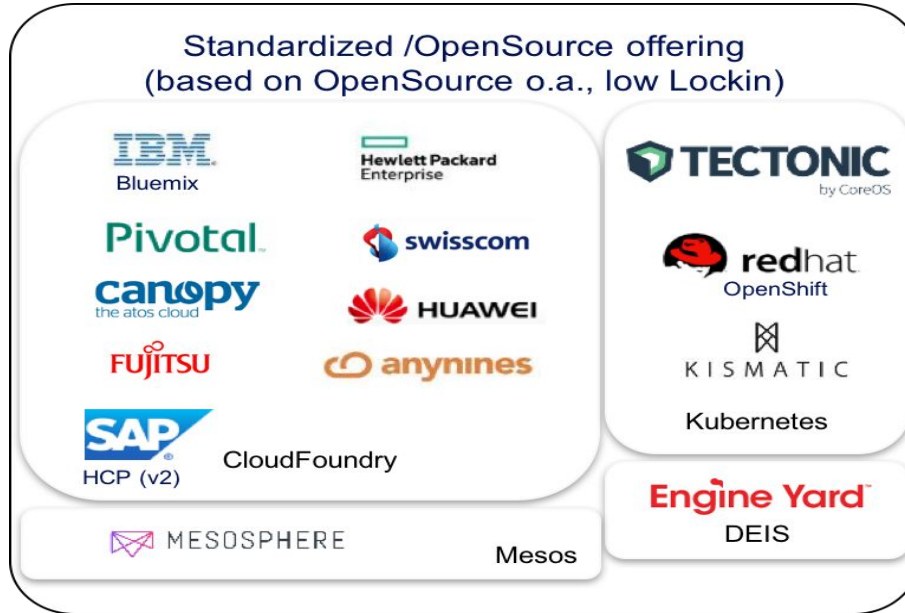 Standardized /OpenSource offering
(based on OpenSource o.a., low Lockin)
IBM
Bluemix
Hewlett Packard
Enterprise
Pivotal
swisscom
canopy
the atos cloud
HUAWEI
FUJITSU
anynines
SAP
HCP (v2)
CloudFoundry
TECTONIC
by CoreOS
redhat
OpenShift
KISMATIC
Kubernetes
MESOSPHERE
Mesos
Engine Yard
DEIS